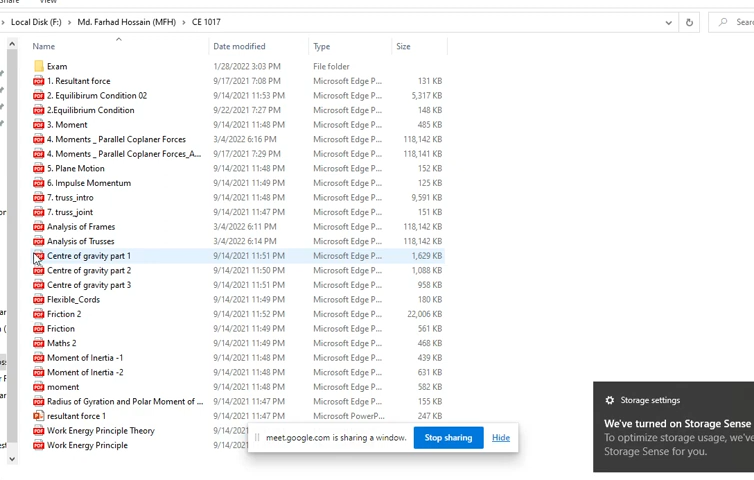 Share View
Local Disk (F:) > Md. Farhad Hossain (MFH) > CE 1017
Name Date modified Type Size
Exam 1/28/2022 3:03 PM File folder
1. Resultant force 9/17/2021 7:08 PM Microsoft Edge P... 131 KB
2. Equilibirum Condition 02 9/14/2021 11:53 PM Microsoft Edge P... 5,317 KB
2.Equilibrium Condition 9/22/2021 7:27 PM Microsoft Edge P... 148 KB
3. Moment 9/14/2021 11:48 PM Microsoft Edge P... 485 KB
4. Moments _ Parallel Coplaner Forces 3/4/2022 6:16 PM Microsoft Edge P... 118,142 KB
4. Moments _ Parallel Coplaner Forces_A... 9/17/2021 7:29 PM Microsoft Edge P... 118,141 KB
5. Plane Motion 9/14/2021 11:48 PM Microsoft Edge P... 152 KB
6. Impulse Momentum 9/14/2021 11:49 PM Microsoft Edge P... 125 KB
7. truss_intro 9/14/2021 11:48 PM Microsoft Edge P... 9,591 KB
7. truss_joint 9/14/2021 11:47 PM Microsoft Edge P... 151 KB
Analysis of Frames 3/4/2022 6:11 PM Microsoft Edge P... 118,142 KB
Analysis of Trusses 3/4/2022 6:14 PM Microsoft Edge P... 118,142 KB
Centre of gravity part 1 9/14/2021 11:51 PM Microsoft Edge P... 1,629 KB
Centre of gravity part 2 9/14/2021 11:50 PM Microsoft Edge P... 1,088 KB
Centre of gravity part 3 9/14/2021 11:51 PM Microsoft Edge P... 958 KB
Flexible_Cords 9/14/2021 11:49 PM Microsoft Edge P... 180 KB
Friction 2 9/14/2021 11:52 PM Microsoft Edge P... 22,006 KB
Friction 9/14/2021 11:49 PM Microsoft Edge P... 561 KB
Maths 2 9/14/2021 11:49 PM Microsoft Edge P... 468 KB
Moment of Inertia -1 9/14/2021 11:48 PM Microsoft Edge P... 439 KB
Moment of Inertia -2 9/14/2021 11:48 PM Microsoft Edge P... 631 KB
moment 9/14/2021 11:48 PM Microsoft Edge P... 582 KB
Radius of Gyration and Polar Moment of ... 9/14/2021 11:47 PM Microsoft Edge P... 155 KB
resultant force 1 9/14/2021 11:47 PM Microsoft PowerP... 247 KB
Work Energy Principle Theory 9/14/2021
Work Energy Principle 9/14/2021
meet.google.com is sharing a window. Stop sharing Hide
Storage settings
We've turned on Storage Sense
To optimize storage usage, we've
Storage Sense for you.